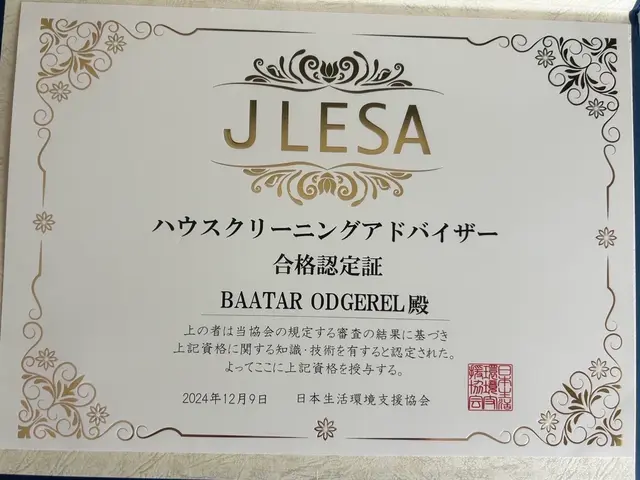 JLESA
ハウスクリーニングアドバイザー
合格認定証
BAATAR ODGEREL殿
上の者は当協会の規定する審査の結果に基づき
上記資格に関する知識・技術を有すると認定された。
よってここに上記資格を授与する。
2024年12月9日 日本生活環境支援協会